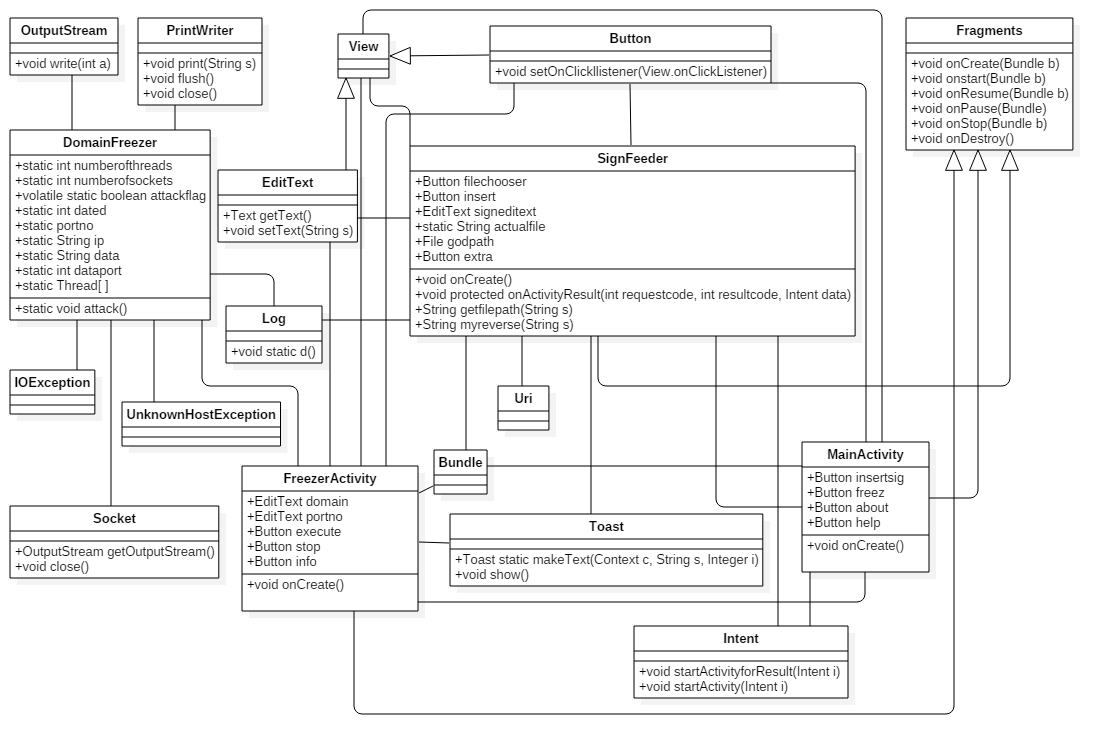 OutputStream
+void write(int a)
PrintWriter
+void print(String s)
+void flush()
+void close()
View
Button
+void setOnClickllistener(View.onClickListener)
Fragments
+void onCreate(Bundle b)
+void onstart(Bundle b)
+void onResume(Bundle b)
+void onPause(Bundle)
+void onStop(Bundle b)
+void onDestroy()
DomainFreezer
+static int numberofthreads
+static int numberofsockets
+volatile static boolean attackflag
+static int dated
+static portno
+static String ip
+static String data
+static int dataport
+static Thread[ ]
+static void attack()
EditText
+Text getText()
+void setText(String s)
SignFeeder
+Button filechooser
+Button insert
+EditText signeditext
+static String actualfile
+File godpath
+Button extra
+void onCreate()
+void protected onActivityResult(int requestcode, int resultcode, Intent data)
+String getfilepath(String s)
+String myreverse(String s)
Log
+void static d()
IOException
UnknownHostException
Uri
Bundle
MainActivity
+Button insertsig
+Button freez
+Button about
+Button help
+void onCreate()
FreezerActivity
+EditText domain
+EditText portno
+Button execute
+Button stop
+Button info
+void onCreate()
Socket
+OutputStream getOutputStream()
+void close()
Toast
+Toast static makeText(Context c, String s, Integer i)
+void show()
Intent
+void startActivityforResult(Intent i)
+void startActivity(Intent i)